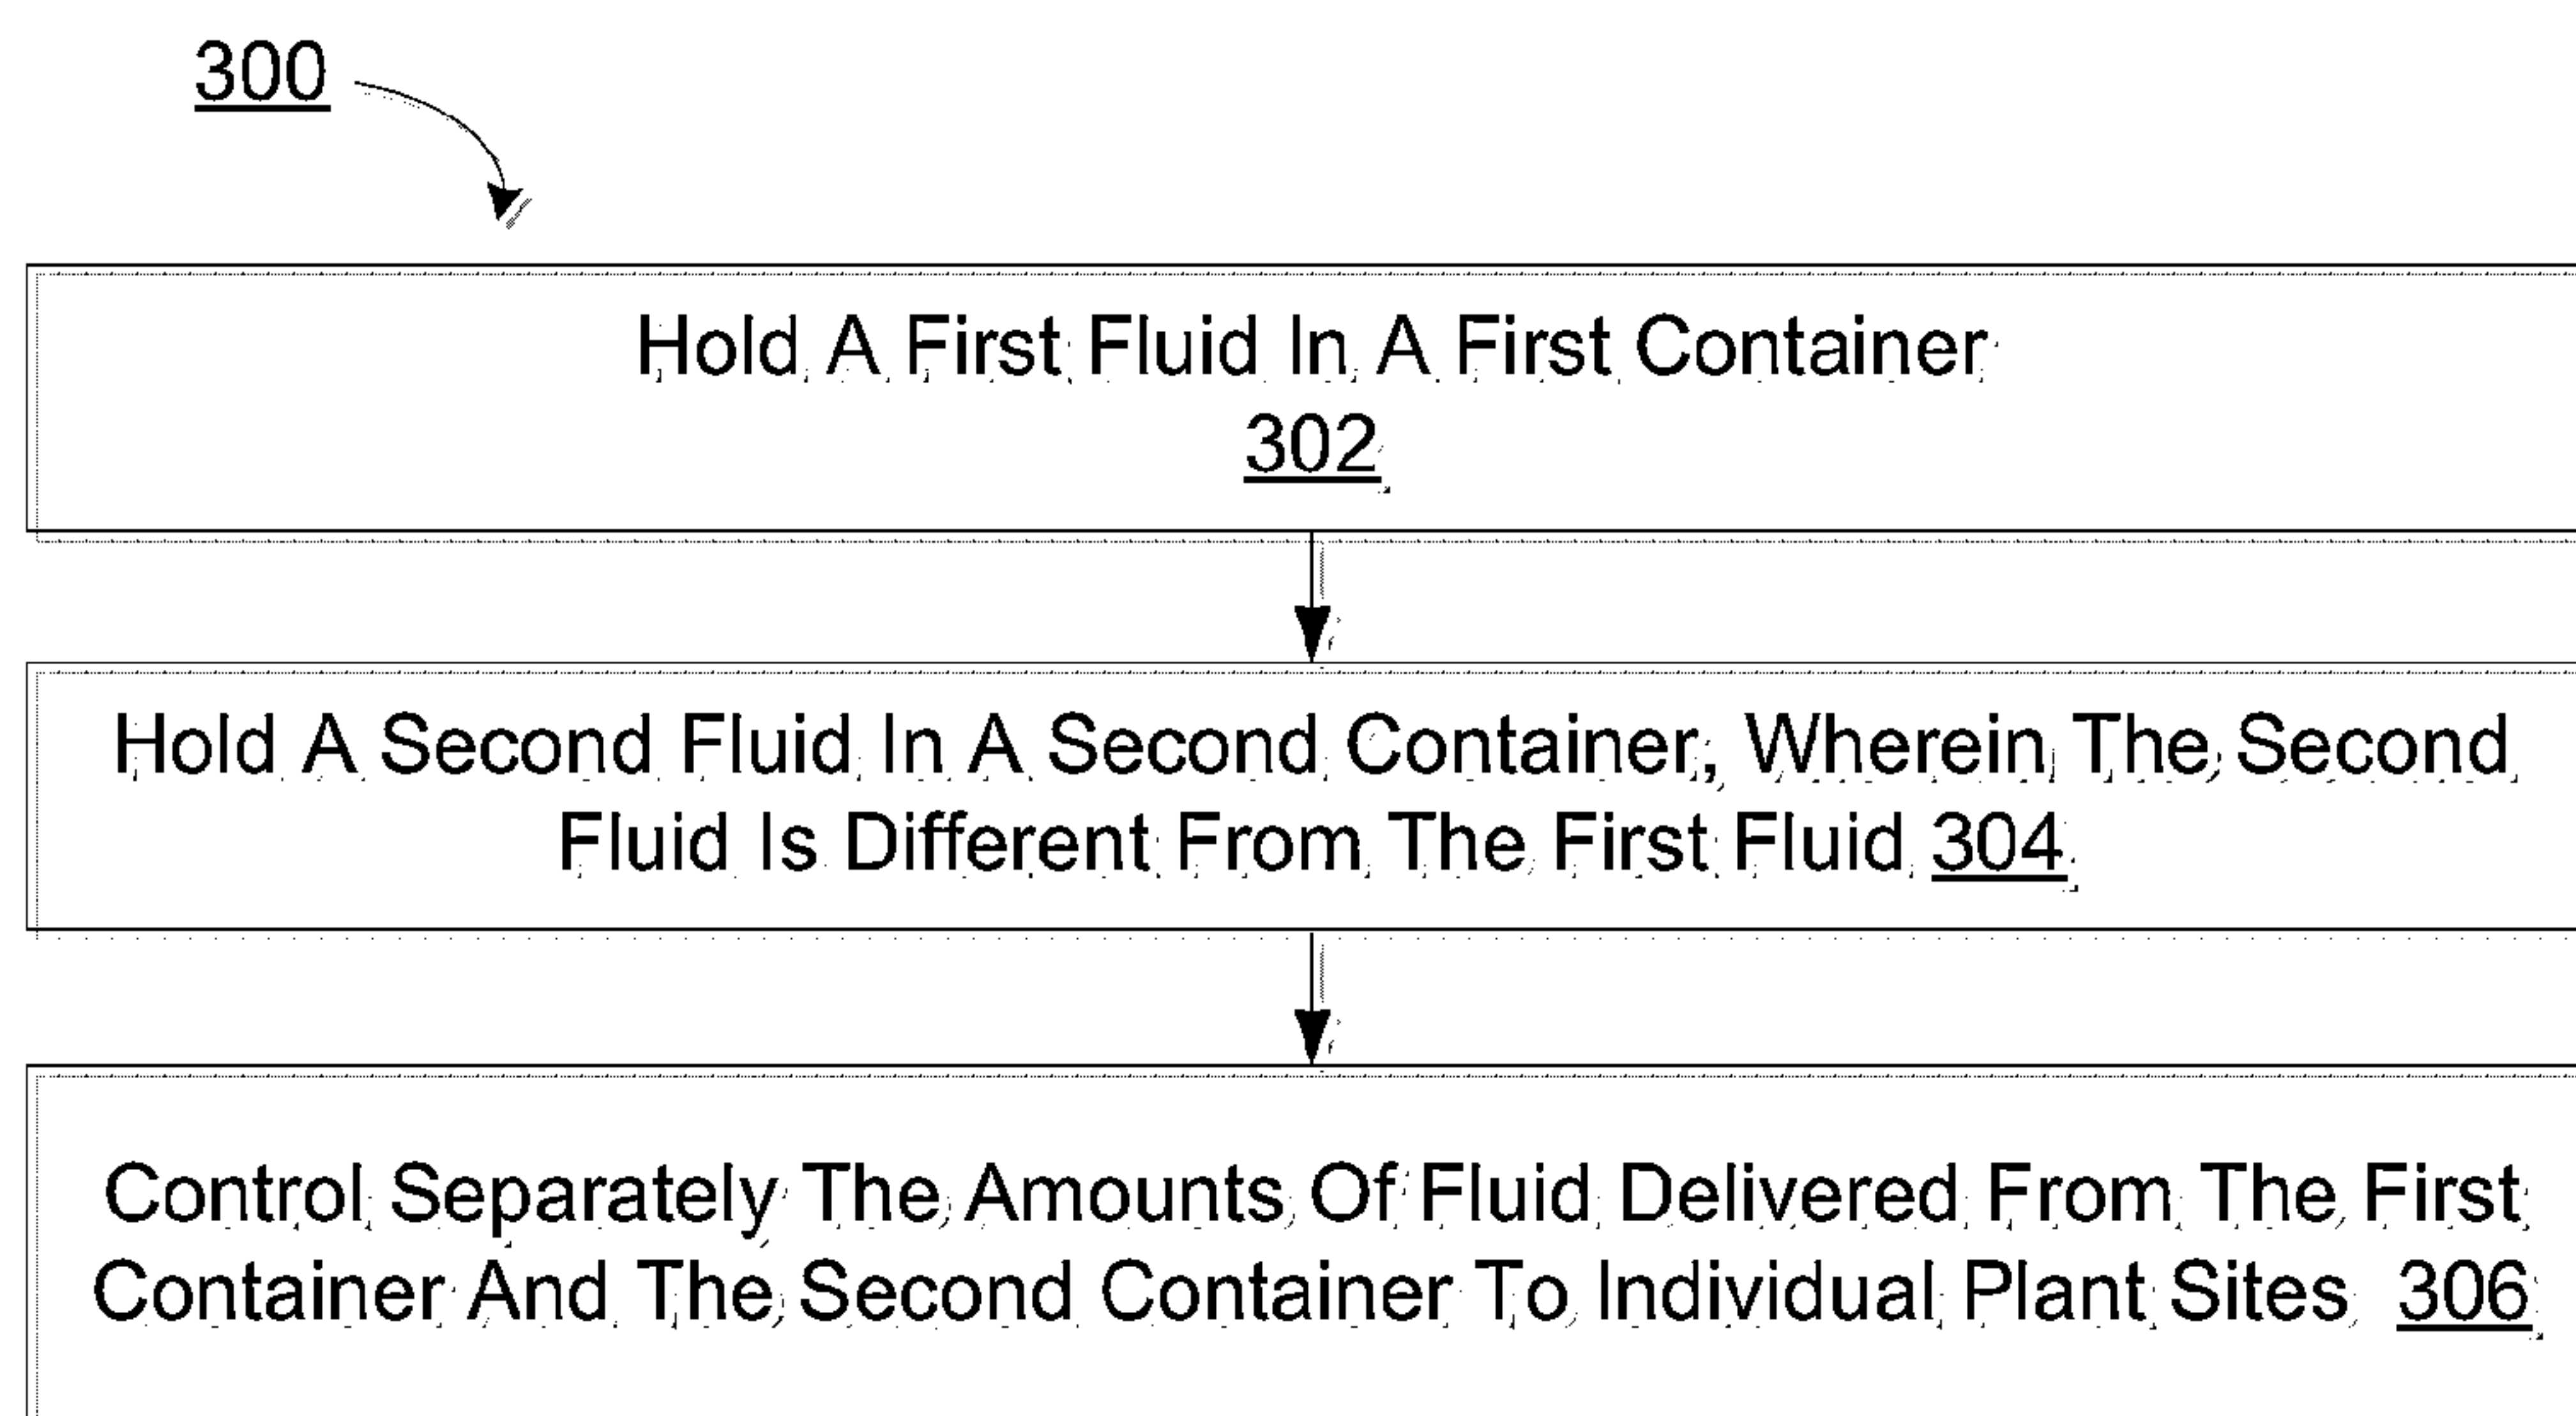 300
Hold A First Fluid In A First Container
302
Hold A Second Fluid In A Second Container, Wherein The Second
Fluid Is Different From The First Fluid 304
Control Separately The Amounts Of Fluid Delivered From The First
Container And The Second Container To Individual Plant Sites 306